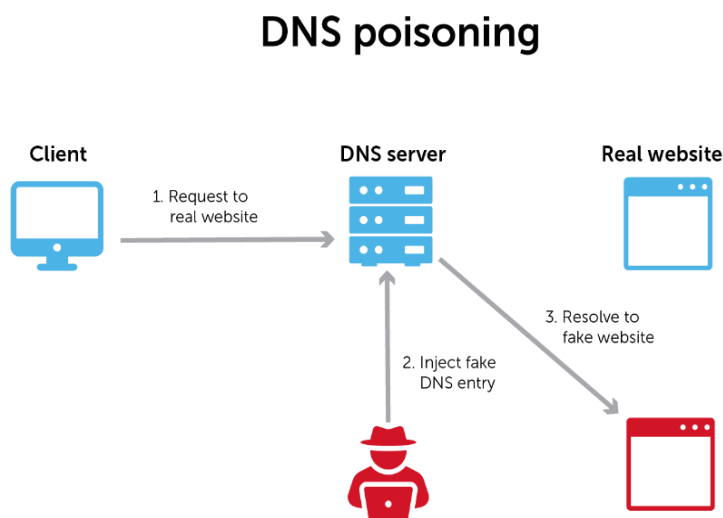 DNS poisoning
Client
DNS server
Real website
1. Request to
real website
3. Resolve to
fake website
2. Inject fake
DNS entry